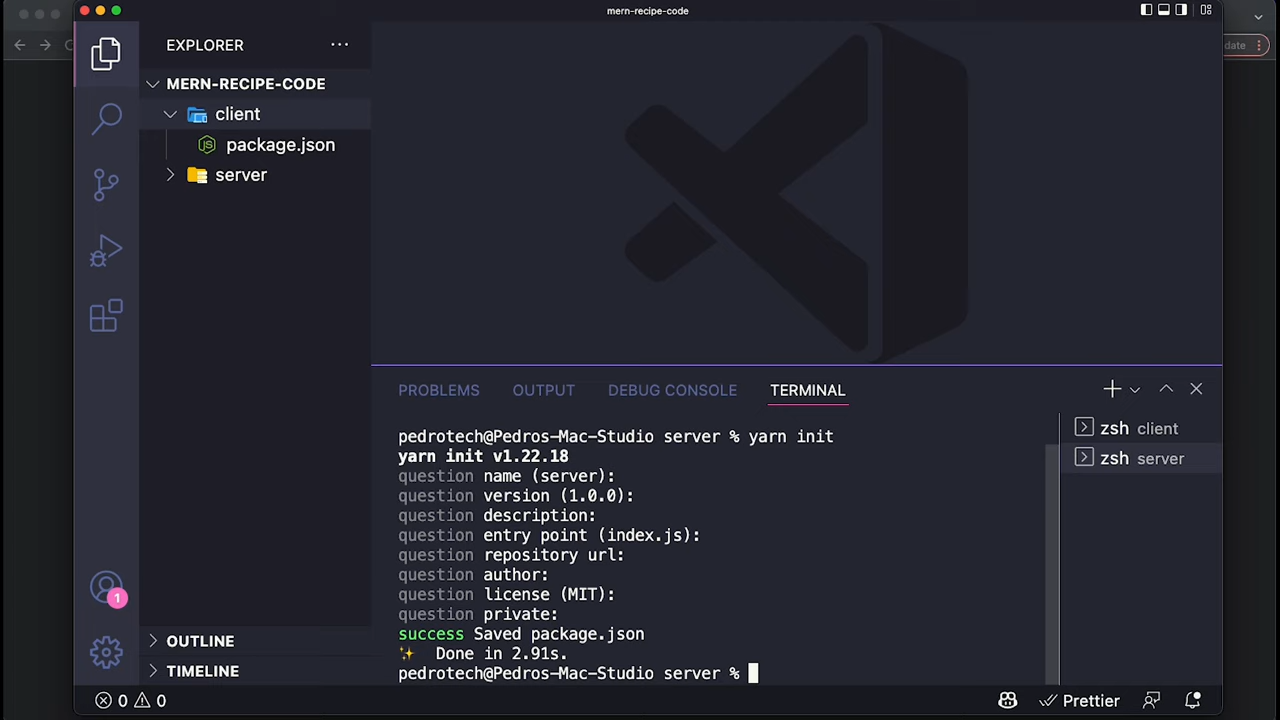 mern-recipe-code
date
EXPLORER
MERN-RECIPE-CODE
client
package.json
server
OUTLINE
TIMELINE
PROBLEMS OUTPUT DEBUG CONSOLE TERMINAL
pedrotech@Pedros-Mac-Studio server % yarn init
yarn init v1.22.18
question name (server):
question version (1.0.0):
question description:
question entry point (index.js):
question repository url:
question author:
question license (MIT):
question private:
success Saved package.json
✨ Done in 2.91s.
pedrotech@Pedros-Mac-Studio server %
zsh client
zsh server
1
0 0
Prettier